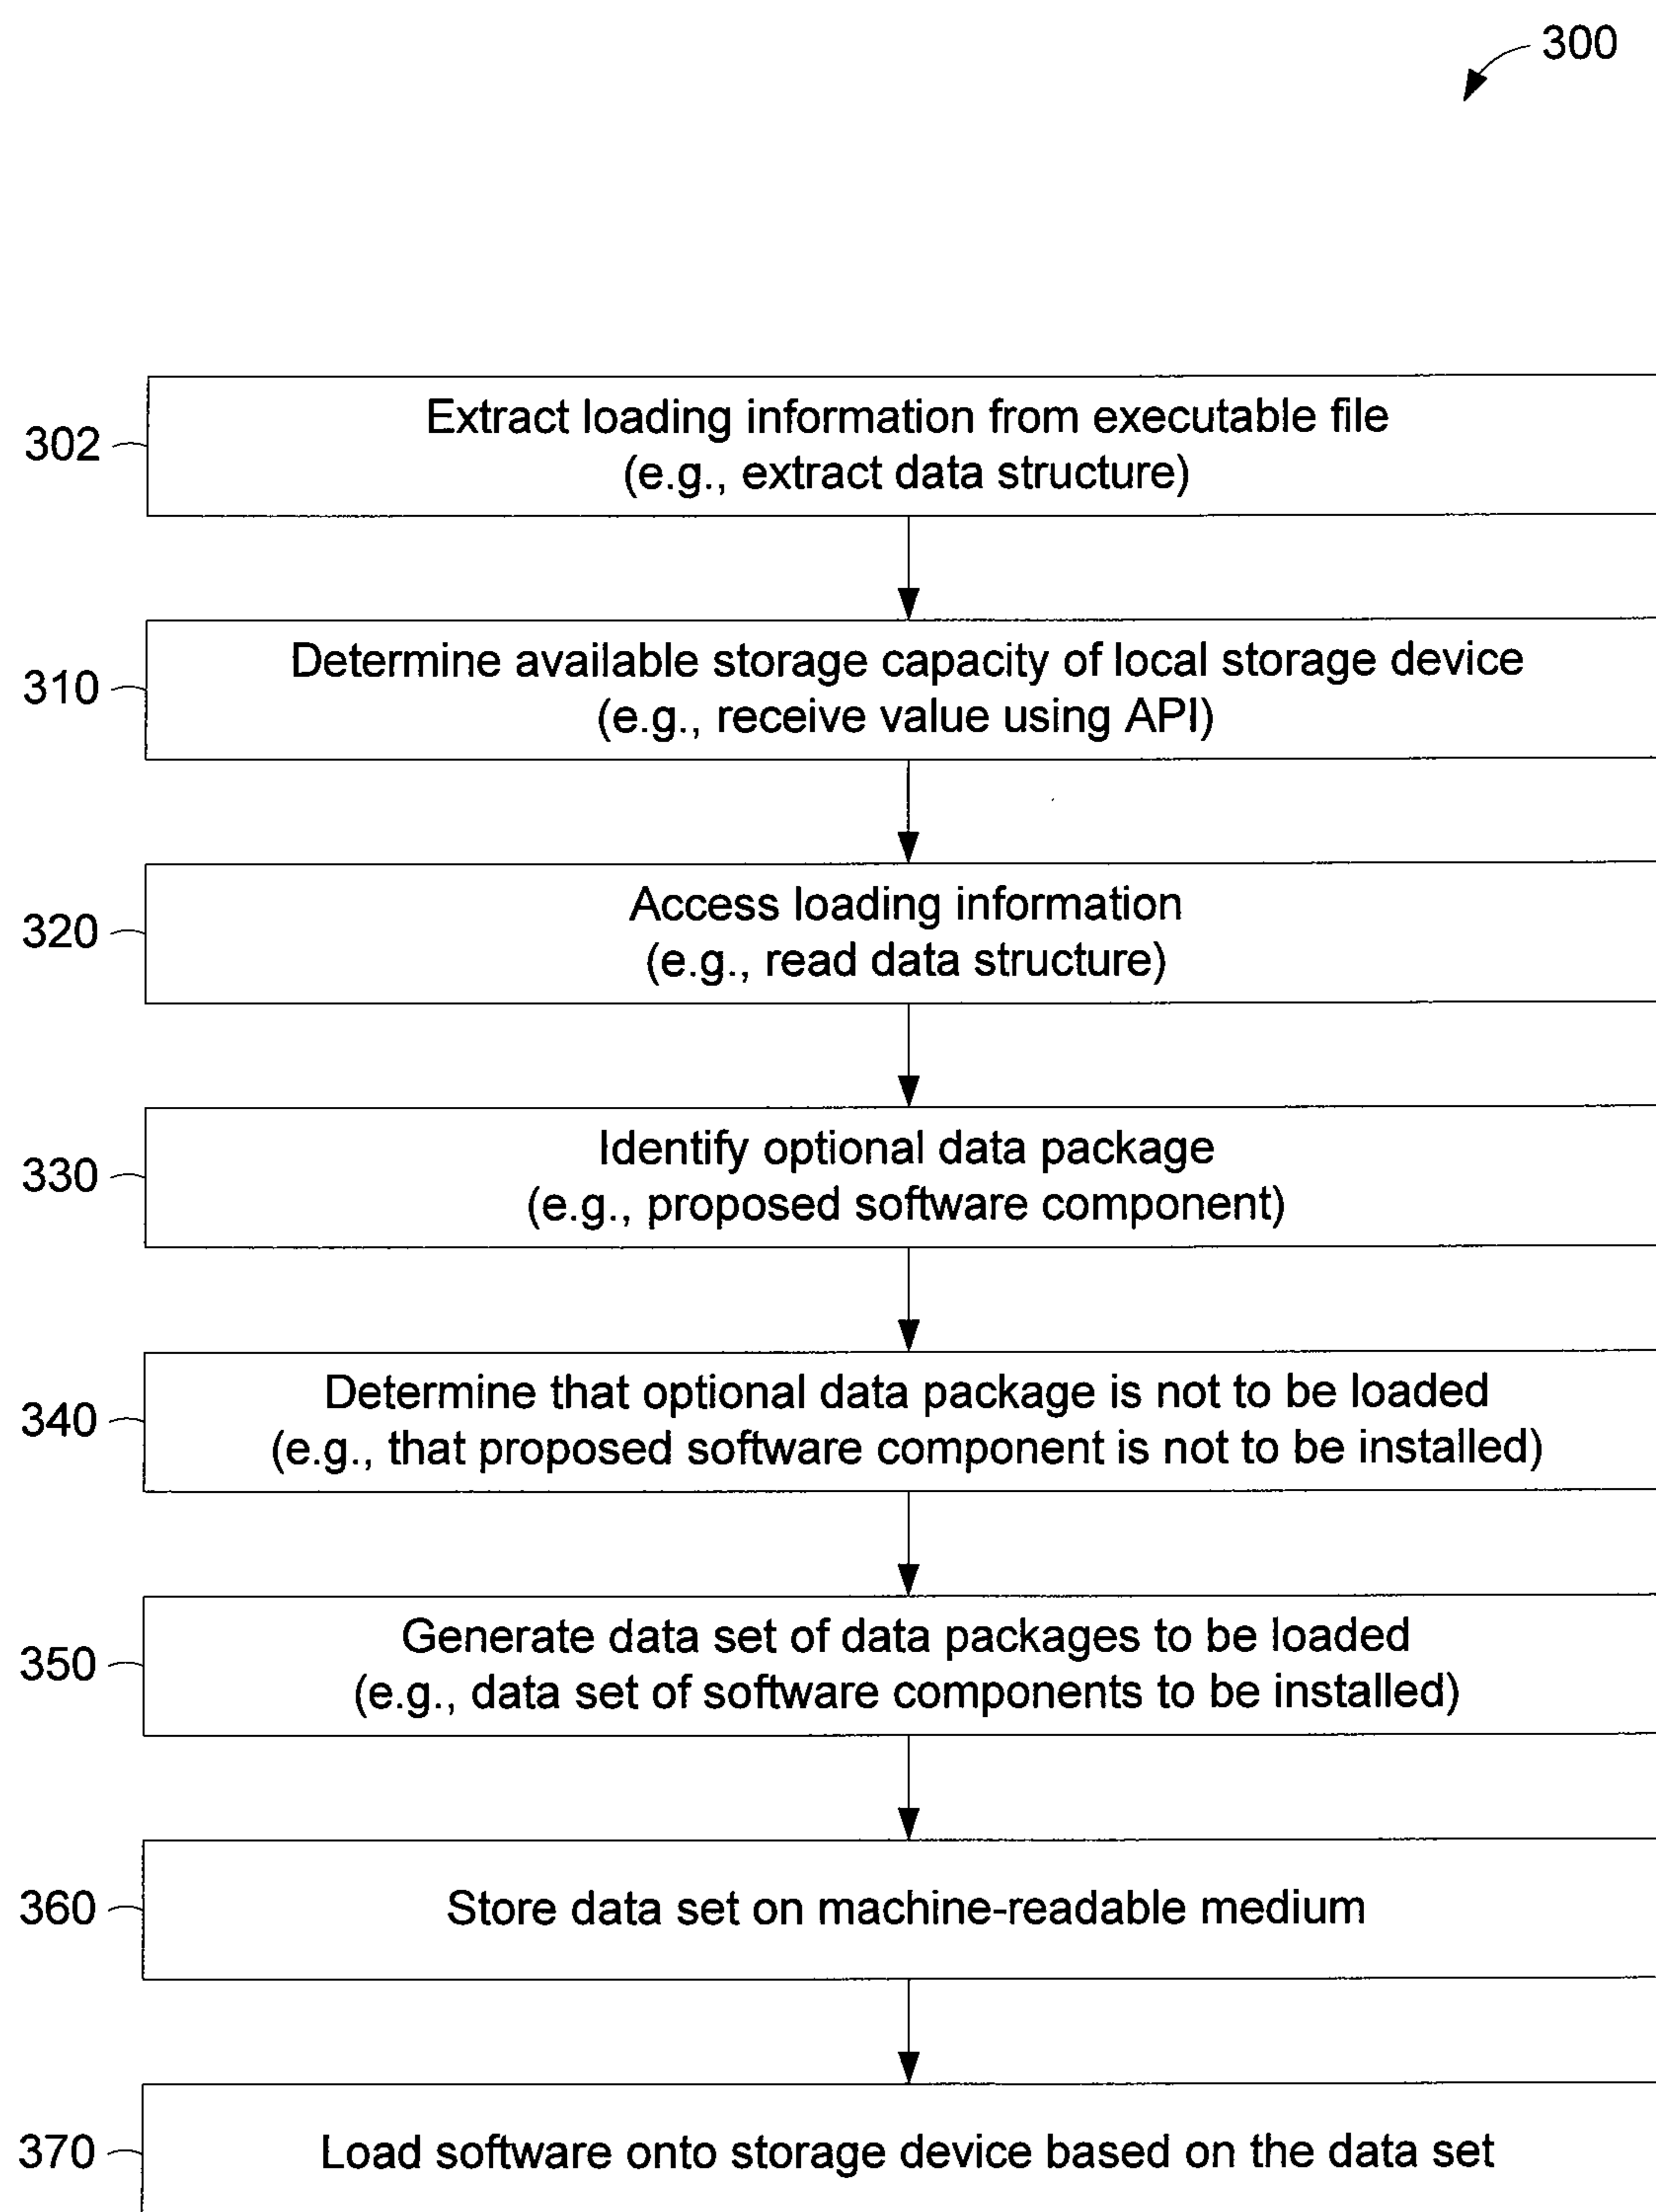 300
302
Extract loading information from executable file
(e.g., extract data structure)
310
Determine available storage capacity of local storage device
(e.g., receive value using API)
320
Access loading information
(e.g., read data structure)
330
Identify optional data package
(e.g., proposed software component)
340
Determine that optional data package is not to be loaded
(e.g., that proposed software component is not to be installed)
350
Generate data set of data packages to be loaded
(e.g., data set of software components to be installed)
360
Store data set on machine-readable medium
370
Load software onto storage device based on the data set